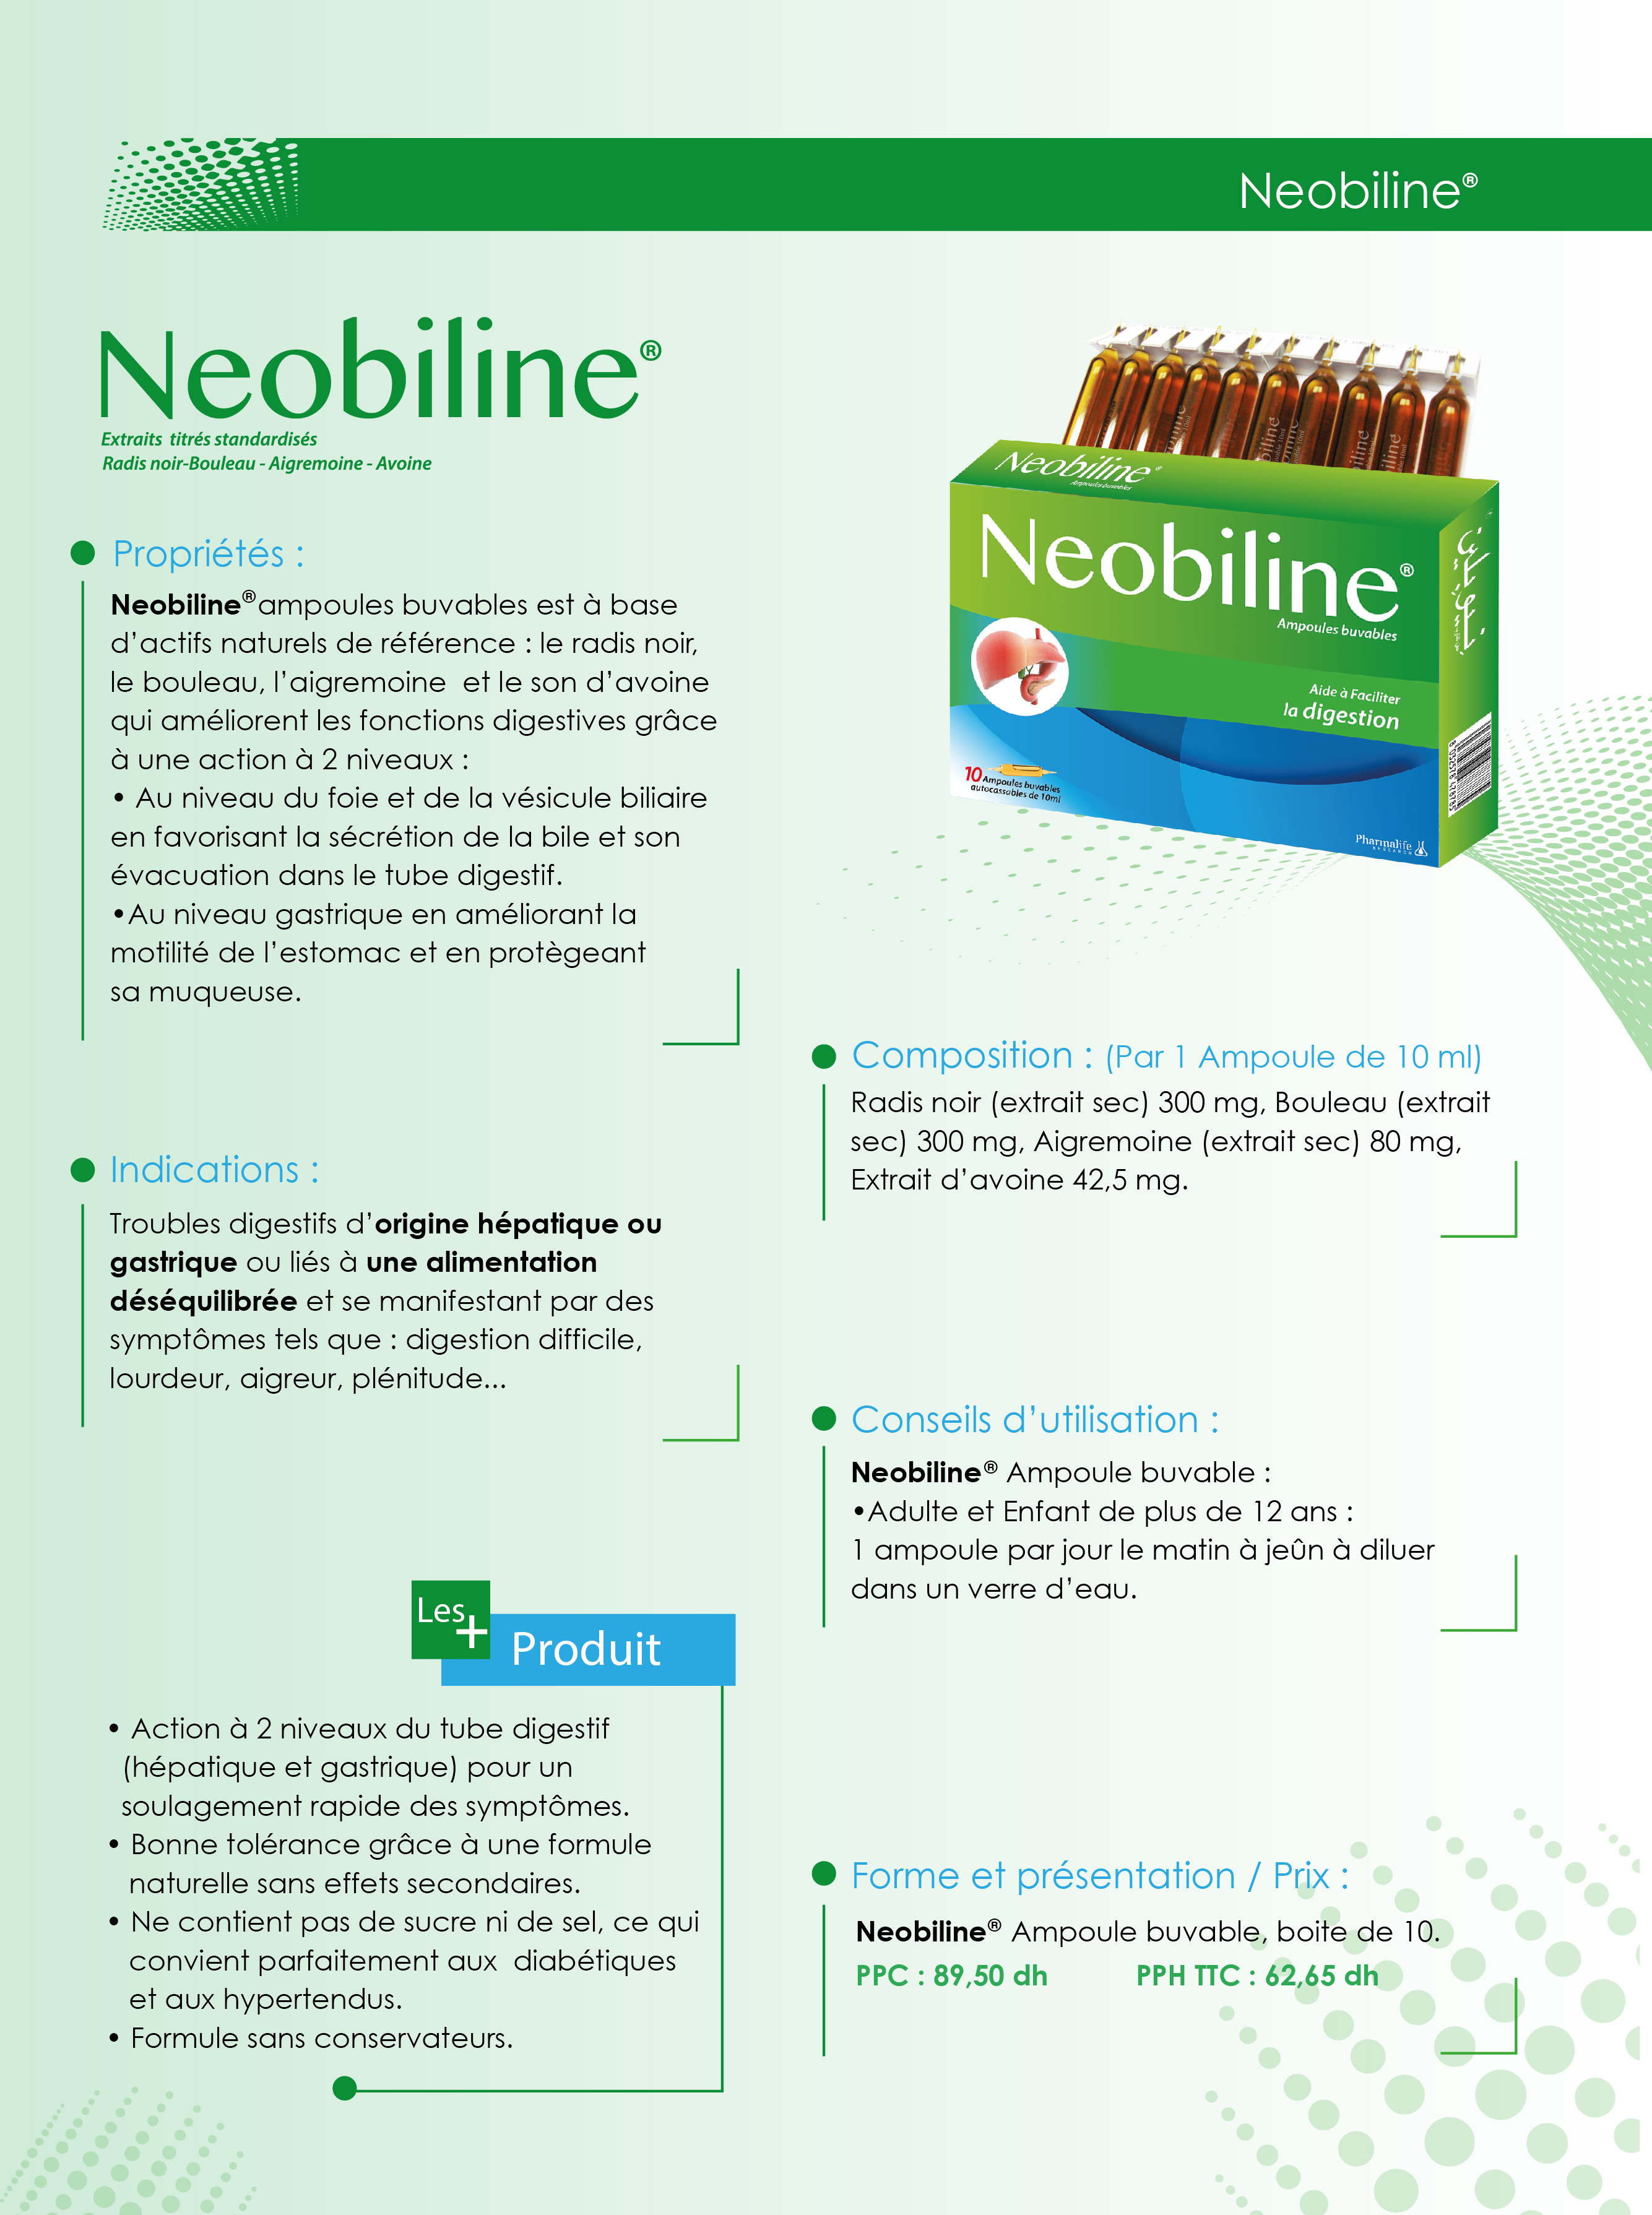 Neobiline®
Neobiline®
Extraits titrés standardisés
Radis noir-Bouleau - Aigremoine - Avoine
Propriétés :
Neobiline® ampoules buvables est à base
d'actifs naturels de référence : le radis noir,
le bouleau, l'aigremoine et le son d'avoine
qui améliorent les fonctions digestives grâce
à une action à 2 niveaux :
• Au niveau du foie et de la vésicule biliaire
en favorisant la sécrétion de la bile et son
évacuation dans le tube digestif.
•Au niveau gastrique en améliorant la
motilité de l'estomac et en protègeant
sa muqueuse.
Indications :
Troubles digestifs d'origine hépatique ou
gastrique ou liés à une alimentation
déséquilibrée et se manifestant par des
symptômes tels que : digestion difficile,
lourdeur, aigreur, plénitude...
Les+
Produit
• Action à 2 niveaux du tube digestif
(hépatique et gastrique) pour un
soulagement rapide des symptômes.
• Bonne tolérance grâce à une formule
naturelle sans effets secondaires.
• Ne contient pas de sucre ni de sel, ce qui
convient parfaitement aux diabétiques
et aux hypertendus.
• Formule sans conservateurs.
Neobiline®
Ampoules buvables
Neobiline®
Ampoules buvables
Aide à Faciliter
la digestion
10 Ampoules buvables
autocassables de 10ml
Pharmalife
Composition : (Par 1 Ampoule de 10 ml)
Radis noir (extrait sec) 300 mg, Bouleau (extrait
sec) 300 mg, Aigremoine (extrait sec) 80 mg,
Extrait d'avoine 42,5 mg.
Conseils d'utilisation :
Neobiline® Ampoule buvable :
•Adulte et Enfant de plus de 12 ans :
1 ampoule par jour le matin à jeûn à diluer
dans un verre d'eau.
Forme et présentation / Prix :
Neobiline® Ampoule buvable, boite de 10.
PPC : 89,50 dh PPH TTC : 62,65 dh